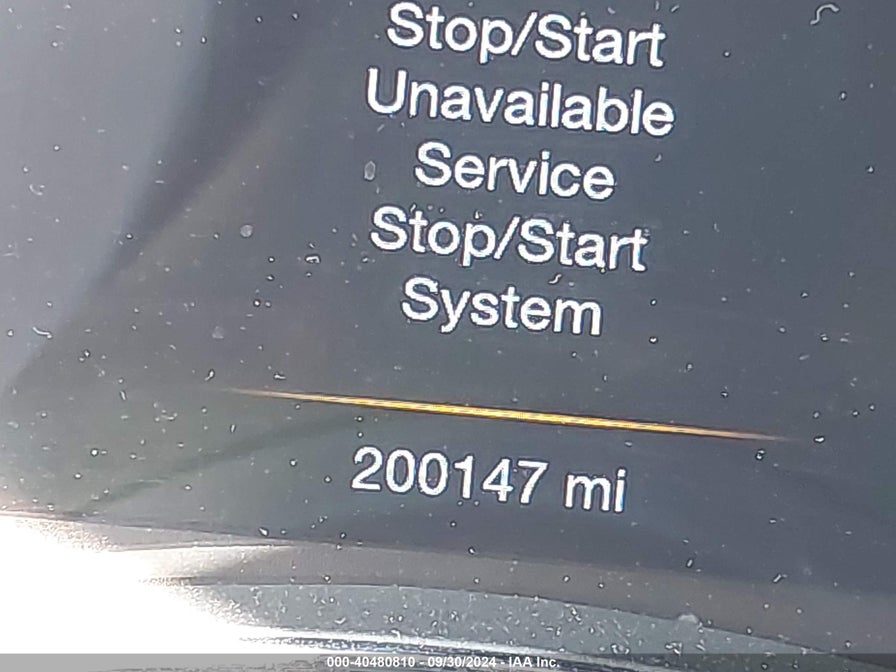 Stop/Start
Unavailable
Service
Stop/Start
System
200147 mi
000-40480810 - 09/30/2024 - IAA Inc.